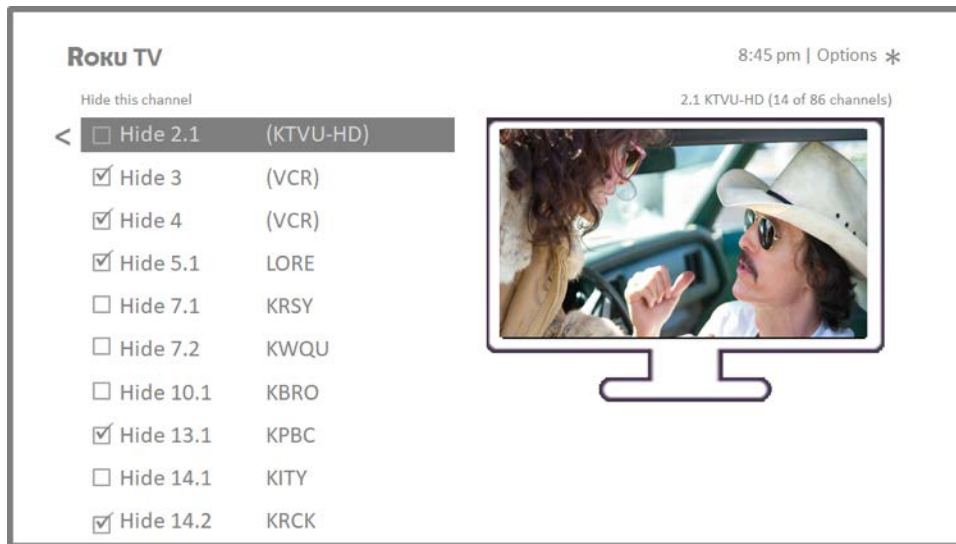 Roku TV
8:45 pm | Options *
Hide this channel
2.1 KTVU-HD (14 of 86 channels)
< Hide 2.1 (KTVU-HD)
Hide 3 (VCR)
Hide 4 (VCR)
Hide 5.1 LORE
Hide 7.1 KRSY
Hide 7.2 KWQU
Hide 10.1 KBRO
Hide 13.1 KPBC
Hide 14.1 KITY
Hide 14.2 KRCK